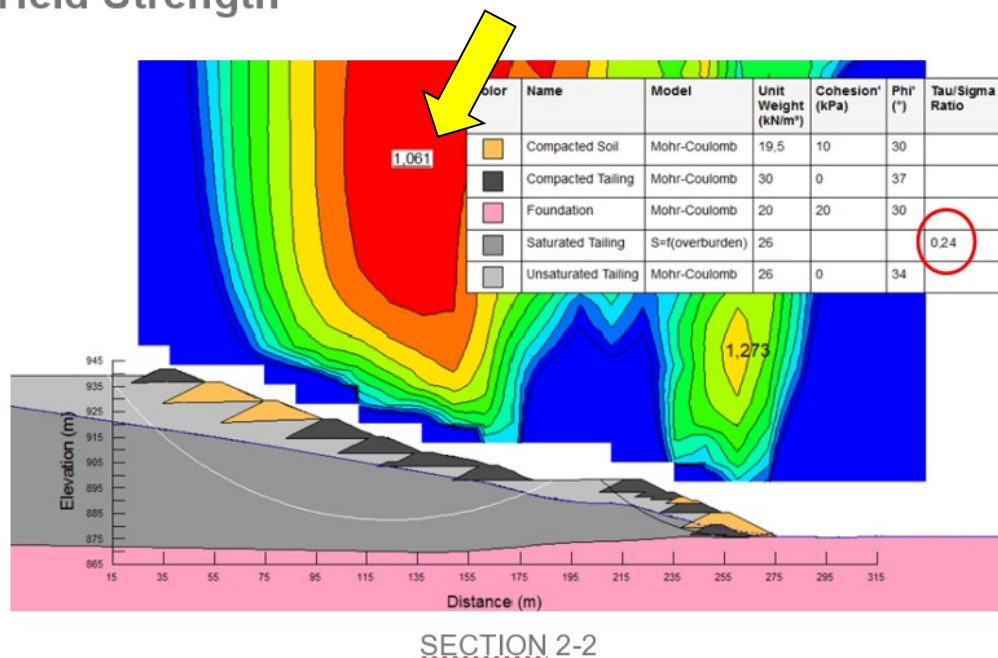 Yield Strength
olor Name Model Unit Weight (kN/m³) Cohesion' (kPa) Phi' (°) Tau/Sigma Ratio
Compacted Soil Mohr-Coulomb 19,5 10 30
Compacted Tailing Mohr-Coulomb 30 0 37
Foundation Mohr-Coulomb 20 20 30
Saturated Tailing S=f(overburden) 26 0,24
Unsaturated Tailing Mohr-Coulomb 26 0 34
1,061
1,273
945
935
925
915
905
895
885
875
865
Elevation (m)
15 35 55 75 95 115 135 155 175 195 215 235 255 275 295 315
Distance (m)
SECTION 2-2